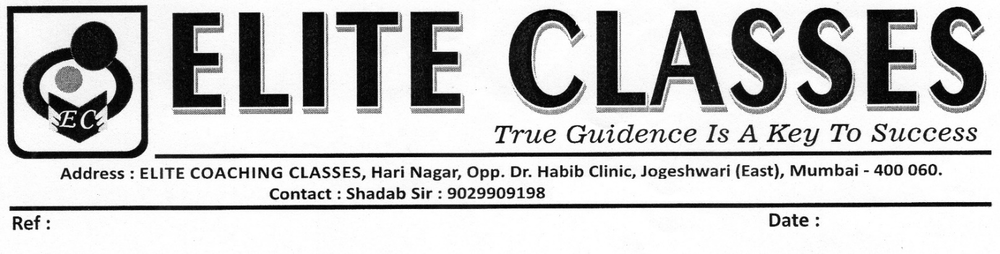 ELITE CLASSES
EC
True Guidence Is A Key To Success
Address : ELITE COACHING CLASSES, Hari Nagar, Opp. Dr. Habib Clinic, Jogeshwari (East), Mumbai - 400 060.
Contact : Shadab Sir : 9029909198
Ref :
Date :